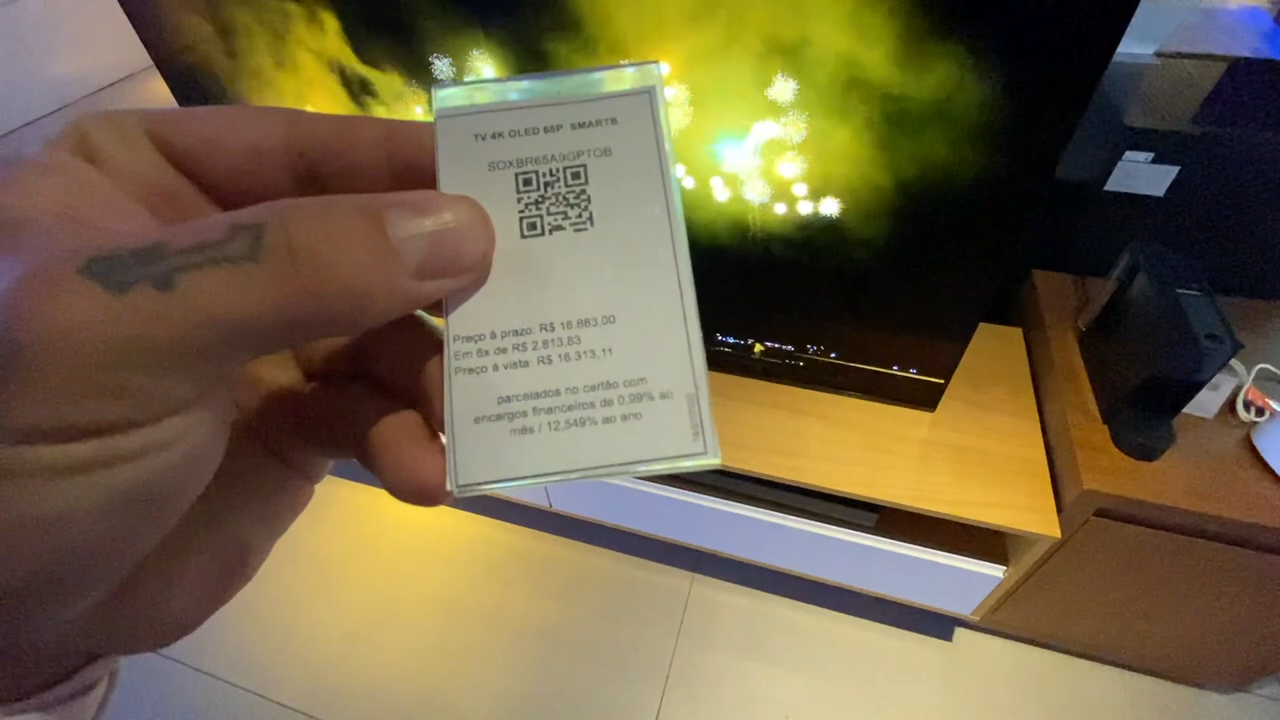 TV 4K OLED 65P SMARTB
SOXBR65A9GPTOB
Preço à prazo: R$ 16.883,00
Em 6x de R$ 2.813,83
Preço à vista: R$ 16.313,11
parcelados no cartão com
encargos financeiros de 0,99% ao
mês / 12,549% ao ano